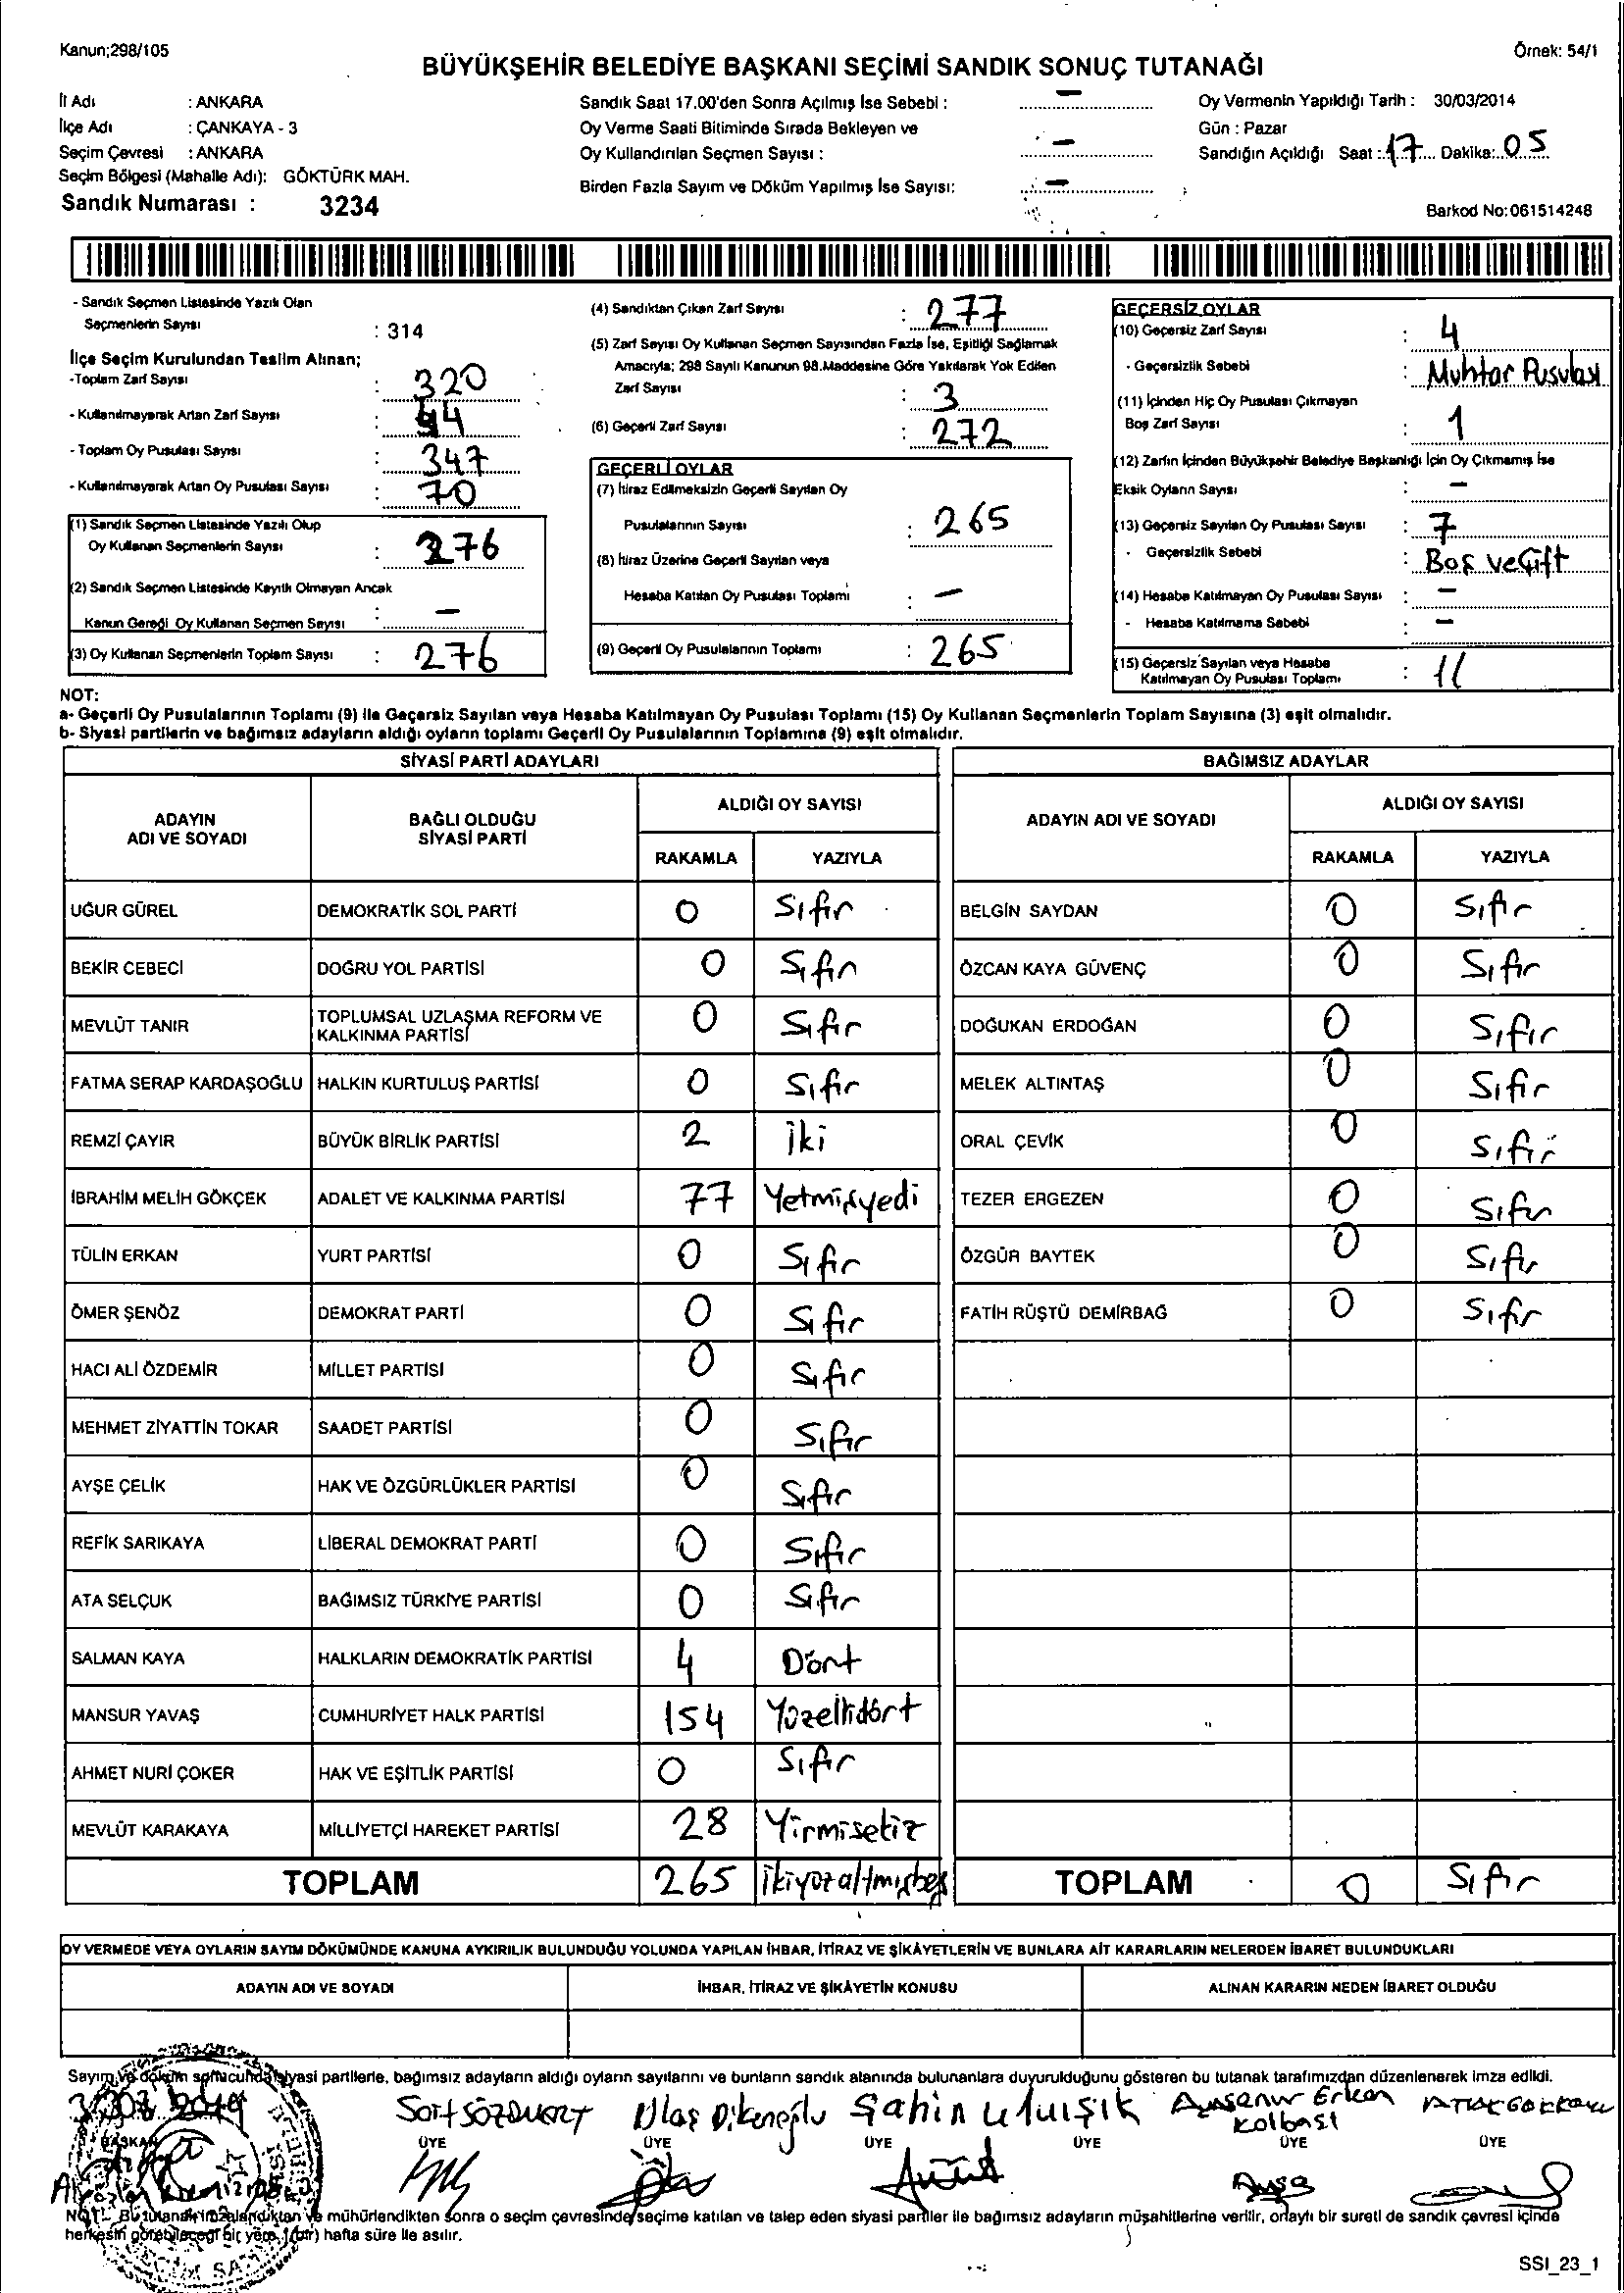 Kanun;298/105
Örnek: 54/1
BÜYÜKŞEHİR BELEDİYE BAŞKANI SEÇİMİ SANDIK SONUÇ TUTANAĞI
İl Adı : ANKARA
İlçe Adı : ÇANKAYA - 3
Seçim Çevresi : ANKARA
Seçim Bölgesi (Mahalle Adı): GÖKTÜRK MAH.
Sandık Numarası : 3234
Sandık Saat 17.00'den Sonra Açılmış İse Sebebi : –
Oy Verme Saati Bitiminde Sırada Bekleyen ve
Oy Kullandırılan Seçmen Sayısı : –
Birden Fazla Sayım ve Döküm Yapılmış İse Sayısı: –
Oy Vermenin Yapıldığı Tarih : 30/03/2014
Gün : Pazar
Sandığın Açıldığı Saat : 17 Dakika: 05
Barkod No:061514248
- Sandık Seçmen Listesinde Yazılı Olan
Seçmenlerin Sayısı : 314
İlçe Seçim Kurulundan Teslim Alınan;
-Toplam Zarf Sayısı : 320
- Kullanılmayarak Artan Zarf Sayısı : 44
- Toplam Oy Pusulası Sayısı : 347
- Kullanılmayarak Artan Oy Pusulası Sayısı : 70
(1) Sandık Seçmen Listesinde Yazılı Olup
Oy Kullanan Seçmenlerin Sayısı : 276
(2) Sandık Seçmen Listesinde Kayıtlı Olmayan Ancak
Kanun Gereği Oy Kullanan Seçmen Sayısı : –
(3) Oy Kullanan Seçmenlerin Toplam Sayısı : 276
(4) Sandıktan Çıkan Zarf Sayısı : 277
(5) Zarf Sayısı Oy Kullanan Seçmen Sayısından Fazla İse, Eşitliği Sağlamak
Amacıyla; 298 Sayılı Kanunun 98.Maddesine Göre Yakılarak Yok Edilen
Zarf Sayısı : 3
(6) Geçerli Zarf Sayısı : 272
GEÇERLİ OYLAR
(7) İtiraz Edilmeksizin Geçerli Sayılan Oy
Pusulalarının Sayısı : 265
(8) İtiraz Üzerine Geçerli Sayılan veya
Hesaba Katılan Oy Pusulası Toplamı : –
(9) Geçerli Oy Pusulalarının Toplamı : 265
GEÇERSİZ OYLAR
(10) Geçersiz Zarf Sayısı : 4
- Geçersizlik Sebebi : Muhtar Pusulası
(11) İçinden Hiç Oy Pusulası Çıkmayan
Boş Zarf Sayısı : 1
(12) Zarfın İçinden Büyükşehir Belediye Başkanlığı İçin Oy Çıkmamış İse
Eksik Oyların Sayısı : –
(13) Geçersiz Sayılan Oy Pusulası Sayısı : 7
- Geçersizlik Sebebi : Boş ve Çift
(14) Hesaba Katılmayan Oy Pusulası Sayısı : –
- Hesaba Katılmama Sebebi : –
(15) Geçersiz Sayılan veya Hesaba
Katılmayan Oy Pusulası Toplamı : 11
NOT:
a- Geçerli Oy Pusulalarının Toplamı (9) ile Geçersiz Sayılan veya Hesaba Katılmayan Oy Pusulası Toplamı (15) Oy Kullanan Seçmenlerin Toplam Sayısına (3) eşit olmalıdır.
b- Siyasi partilerin ve bağımsız adayların aldığı oyların toplamı Geçerli Oy Pusulalarının Toplamına (9) eşit olmalıdır.
SİYASİ PARTİ ADAYLARI
ADAYIN ADI VE SOYADI
BAĞLI OLDUĞU SİYASİ PARTİ
ALDIĞI OY SAYISI
RAKAMLA YAZIYLA
UĞUR GÜREL DEMOKRATİK SOL PARTİ 0 Sıfır
BEKİR CEBECİ DOĞRU YOL PARTİSİ 0 Sıfır
MEVLÜT TANIR TOPLUMSAL UZLAŞMA REFORM VE KALKINMA PARTİSİ 0 Sıfır
FATMA SERAP KARDAŞOĞLU HALKIN KURTULUŞ PARTİSİ 0 Sıfır
REMZİ ÇAYIR BÜYÜK BİRLİK PARTİSİ 2 İki
İBRAHİM MELİH GÖKÇEK ADALET VE KALKINMA PARTİSİ 77 Yetmişyedi
TÜLİN ERKAN YURT PARTİSİ 0 Sıfır
ÖMER ŞENÖZ DEMOKRAT PARTİ 0 Sıfır
HACI ALİ ÖZDEMİR MİLLET PARTİSİ 0 Sıfır
MEHMET ZİYATTİN TOKAR SAADET PARTİSİ 0 Sıfır
AYŞE ÇELİK HAK VE ÖZGÜRLÜKLER PARTİSİ 0 Sıfır
REFİK SARIKAYA LİBERAL DEMOKRAT PARTİ 0 Sıfır
ATA SELÇUK BAĞIMSIZ TÜRKİYE PARTİSİ 0 Sıfır
SALMAN KAYA HALKLARIN DEMOKRATİK PARTİSİ 4 Dört
MANSUR YAVAŞ CUMHURİYET HALK PARTİSİ 154 Yüzellidört
AHMET NURİ ÇOKER HAK VE EŞİTLİK PARTİSİ 0 Sıfır
MEVLÜT KARAKAYA MİLLİYETÇİ HAREKET PARTİSİ 28 Yirmisekiz
TOPLAM 265 İkiyüzaltmışbeş
BAĞIMSIZ ADAYLAR
ADAYIN ADI VE SOYADI
ALDIĞI OY SAYISI
RAKAMLA YAZIYLA
BELGİN SAYDAN 0 Sıfır
ÖZCAN KAYA GÜVENÇ 0 Sıfır
DOĞUKAN ERDOĞAN 0 Sıfır
MELEK ALTINTAŞ 0 Sıfır
ORAL ÇEVİK 0 Sıfır
TEZER ERGEZEN 0 Sıfır
ÖZGÜR BAYTEK 0 Sıfır
FATİH RÜŞTÜ DEMİRBAĞ 0 Sıfır
TOPLAM 0 Sıfır
OY VERMEDE VEYA OYLARIN SAYIM DÖKÜMÜNDE KANUNA AYKIRILIK BULUNDUĞU YOLUNDA YAPILAN İHBAR, İTİRAZ VE ŞİKÂYETLERİN VE BUNLARA AİT KARARLARIN NELERDEN İBARET BULUNDUKLARI
ADAYIN ADI VE SOYADI
İHBAR, İTİRAZ VE ŞİKÂYETİN KONUSU
ALINAN KARARIN NEDEN İBARET OLDUĞU
Sayım ve döküm sonucunda siyasi partilerle, bağımsız adayların aldığı oyların sayılarını ve bunların sandık alanında bulunanlara duyurulduğunu gösteren bu tutanak tarafımızdan düzenlenerek imza edildi.
Sait SÖZDUERT Ulaş Dikenoğlu Şahin Uluışık Ayşenur Erkan Kolbası
BAŞKAN ÜYE ÜYE ÜYE ÜYE ÜYE ÜYE
Ayşe
NOT:- Bu tutanak imzalandıktan ve mühürlendikten sonra o seçim çevresinde seçime katılan ve talep eden siyasi partiler ile bağımsız adayların müşahitlerine verilir, onaylı bir sureti de sandık çevresi içinde
herkesin görebileceği bir yere 1(bir) hafta süre ile asılır.
SSI_23_1